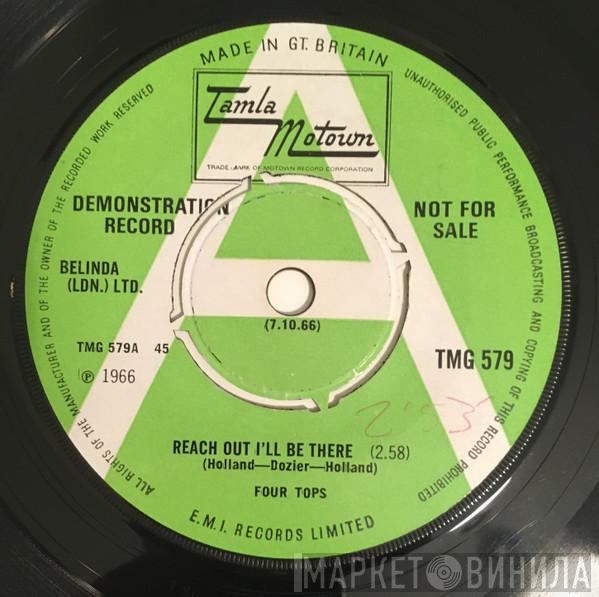 MADE IN GT. BRITAIN
UNAUTHORISED PUBLIC PERFORMANCE BROADCASTING AND COPYING OF THIS RECORD PROHIBITED
ALL RIGHTS OF THE MANUFACTURER AND OF THE OWNER OF THE RECORDED WORK RESERVED
Tamla
Motown
TRADE MARK OF MOTOWN RECORD CORPORATION
DEMONSTRATION
RECORD
NOT FOR
SALE
BELINDA
(LDN.) LTD.
(7.10.66)
TMG 579A 45
℗ 1966
TMG 579
2'53"
REACH OUT I'LL BE THERE (2.58)
(Holland—Dozier—Holland)
FOUR TOPS
E.M.I. RECORDS LIMITED
МАРКЕТ ВИНИЛА